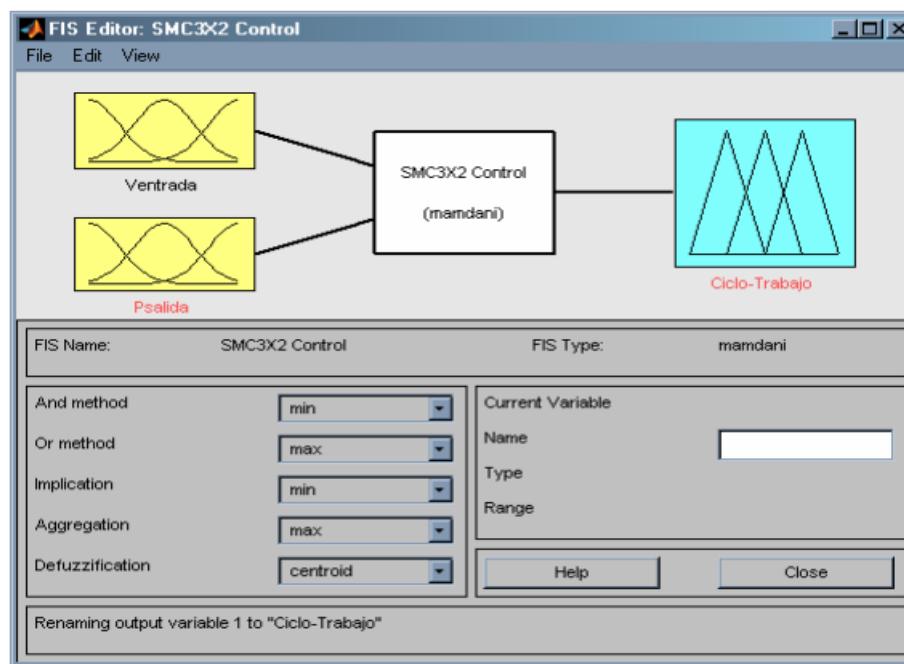 FIS Editor: SMC3X2 Control
File Edit View
Ventrada
Psalida
SMC3X2 Control
(mamdani)
Ciclo-Trabajo
FIS Name: SMC3X2 Control FIS Type: mamdani
And method min
Or method max
Implication min
Aggregation max
Defuzzification centroid
Current Variable
Name
Type
Range
Help Close
Renaming output variable 1 to "Ciclo-Trabajo"